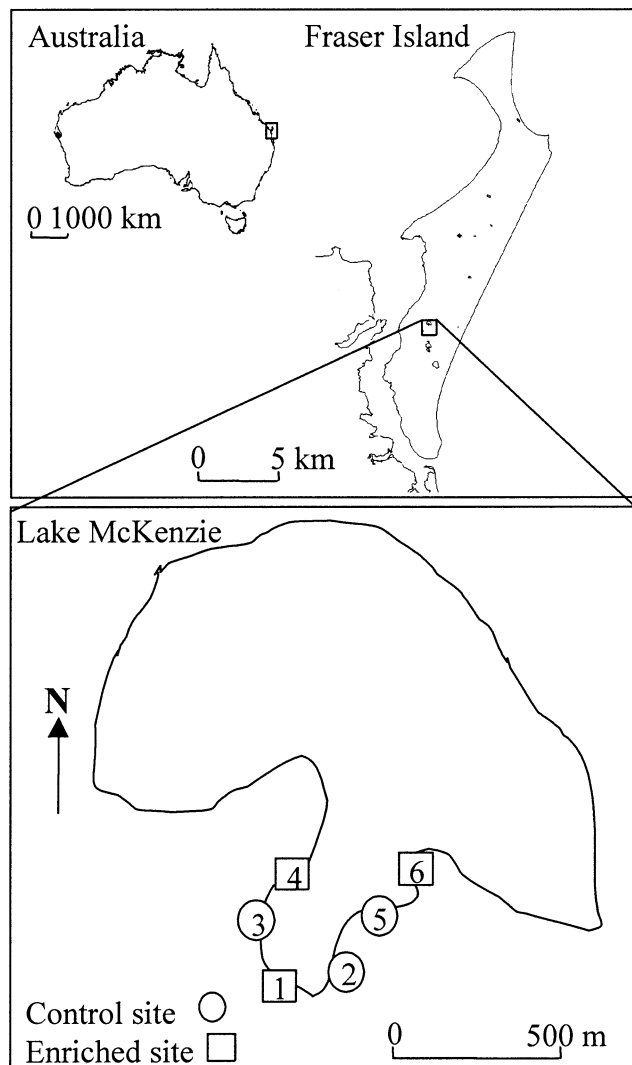 Australia
Fraser Island
0 1000 km
0 5 km
Lake McKenzie
N
4
6
3
5
2
1
Control site
Enriched site
0 500 m